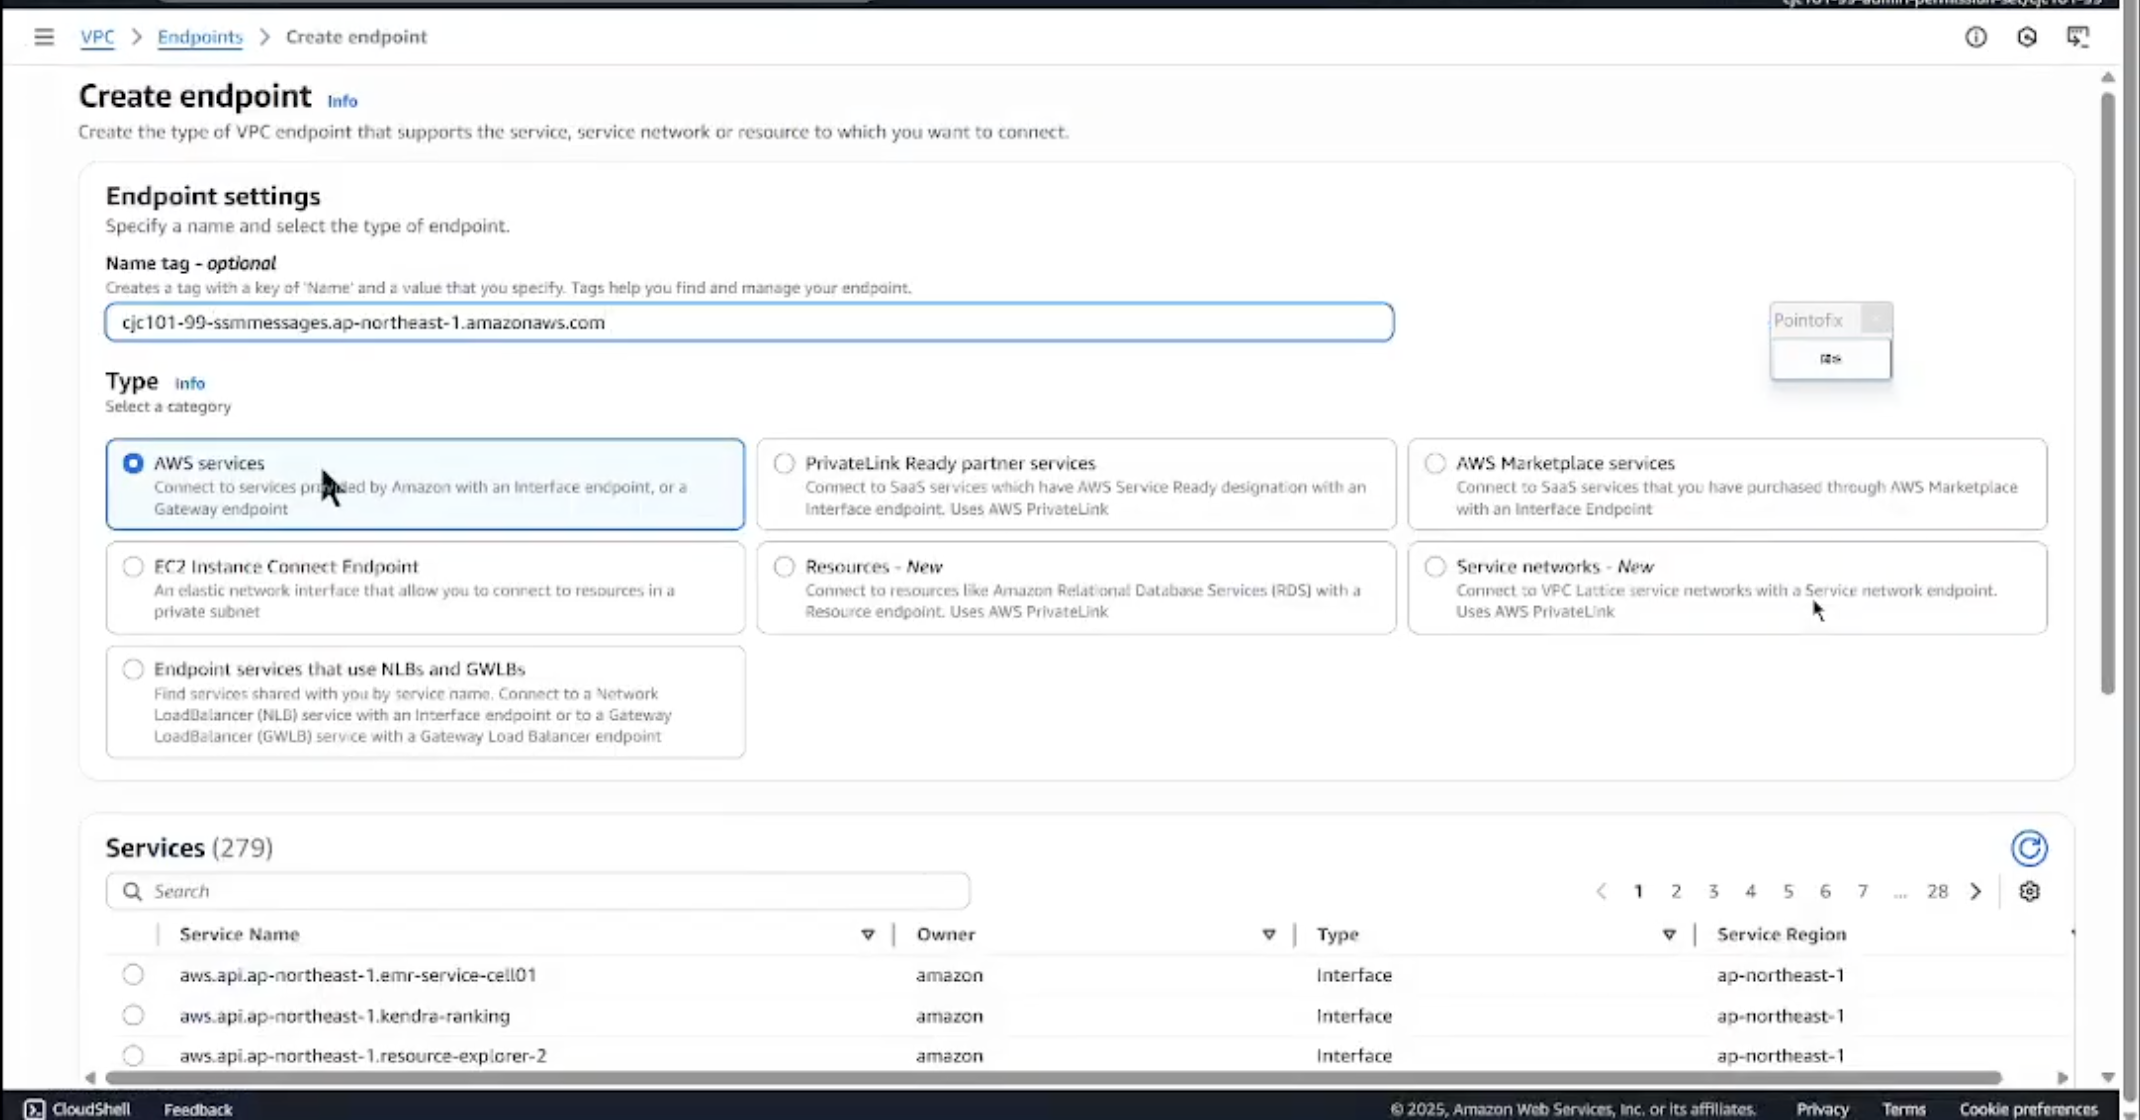 VPC > Endpoints > Create endpoint
Create endpoint Info
Create the type of VPC endpoint that supports the service, service network or resource to which you want to connect.
Endpoint settings
Specify a name and select the type of endpoint.
Name tag - optional
Creates a tag with a key of 'Name' and a value that you specify. Tags help you find and manage your endpoint.
cjc101-99-ssmmessages.ap-northeast-1.amazonaws.com
Pointofix
Type Info
Select a category
AWS services
Connect to services provided by Amazon with an Interface endpoint, or a
Gateway endpoint
PrivateLink Ready partner services
Connect to SaaS services which have AWS Service Ready designation with an
Interface endpoint. Uses AWS PrivateLink
AWS Marketplace services
Connect to SaaS services that you have purchased through AWS Marketplace
with an Interface Endpoint
EC2 Instance Connect Endpoint
An elastic network interface that allow you to connect to resources in a
private subnet
Resources - New
Connect to resources like Amazon Relational Database Services (RDS) with a
Resource endpoint. Uses AWS PrivateLink
Service networks - New
Connect to VPC Lattice service networks with a Service network endpoint.
Uses AWS PrivateLink
Endpoint services that use NLBs and GWLBs
Find services shared with you by service name. Connect to a Network
LoadBalancer (NLB) service with an Interface endpoint or to a Gateway
LoadBalancer (GWLB) service with a Gateway Load Balancer endpoint
Services (279)
Search
1 2 3 4 5 6 7 ... 28
Service Name Owner Type Service Region
aws.api.ap-northeast-1.emr-service-cell01 amazon Interface ap-northeast-1
aws.api.ap-northeast-1.kendra-ranking amazon Interface ap-northeast-1
aws.api.ap-northeast-1.resource-explorer-2 amazon Interface ap-northeast-1
CloudShell Feedback © 2025, Amazon Web Services, Inc. or its affiliates. Privacy Terms Cookie preferences